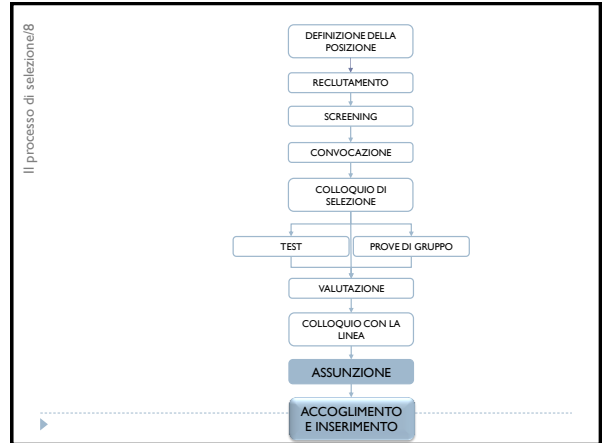 Il processo di selezione/8
DEFINIZIONE DELLA
POSIZIONE
RECLUTAMENTO
SCREENING
CONVOCAZIONE
COLLOQUIO DI
SELEZIONE
TEST
PROVE DI GRUPPO
VALUTAZIONE
COLLOQUIO CON LA
LINEA
ASSUNZIONE
ACCOGLIMENTO
E INSERIMENTO